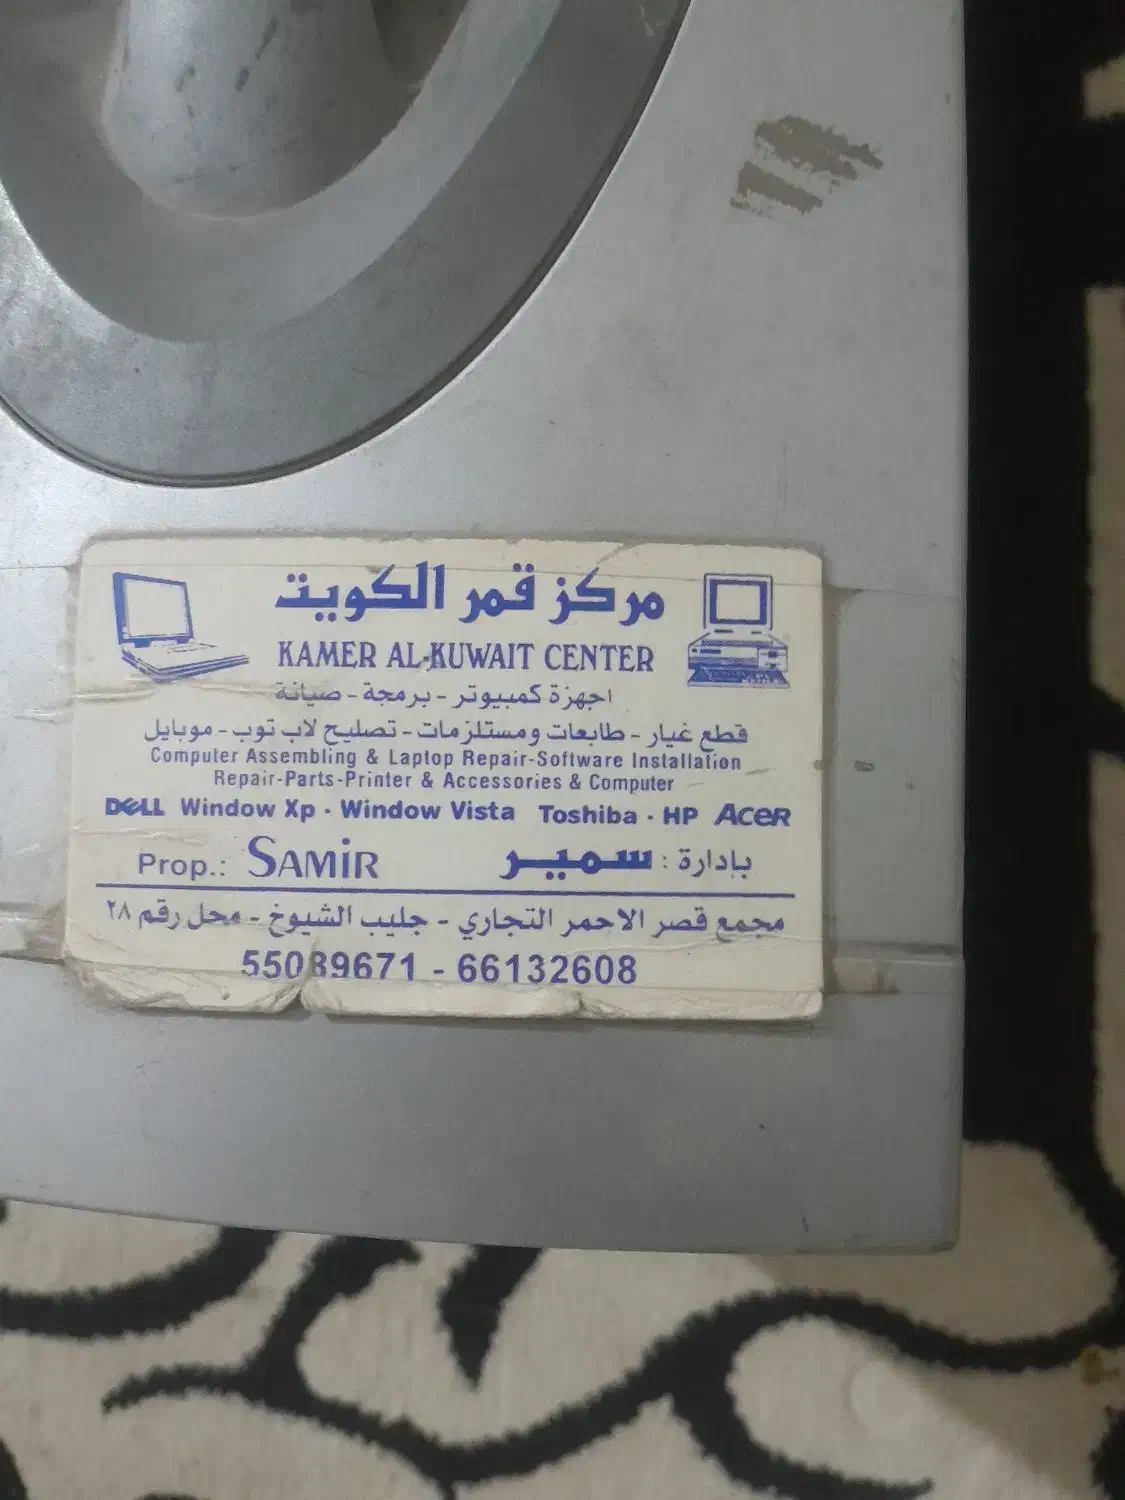 مركز قمر الكويت
KAMER AL-KUWAIT CENTER
اجهزة كمبيوتر - برمجة - صيانة
قطع غيار - طابعات ومستلزمات - تصليح لاب توب - موبايل
Computer Assembling & Laptop Repair-Software Installation
Repair-Parts-Printer & Accessories & Computer
DELL Window Xp - Window Vista Toshiba - HP Acer
Prop.: SAMIR بإدارة : سمير
مجمع قصر الاحمر التجاري - جليب الشيوخ - محل رقم ٢٨
55089671 - 66132608